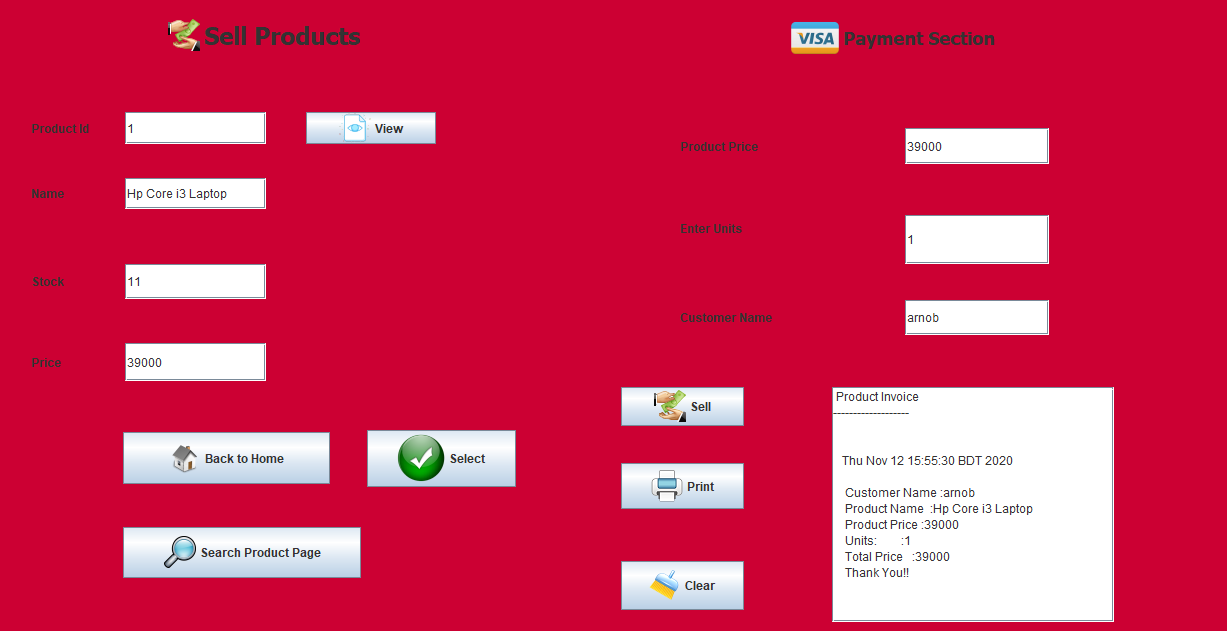 Sell Products
Product Id
1
View
Name
Hp Core i3 Laptop
Stock
11
Price
39000
Back to Home
Select
Search Product Page
VISA
Payment Section
Product Price
39000
Enter Units
1
Customer Name
arnob
Sell
Print
Clear
Product Invoice
-------------------
Thu Nov 12 15:55:30 BDT 2020
Customer Name :arnob
Product Name :Hp Core i3 Laptop
Product Price :39000
Units: :1
Total Price :39000
Thank You!!